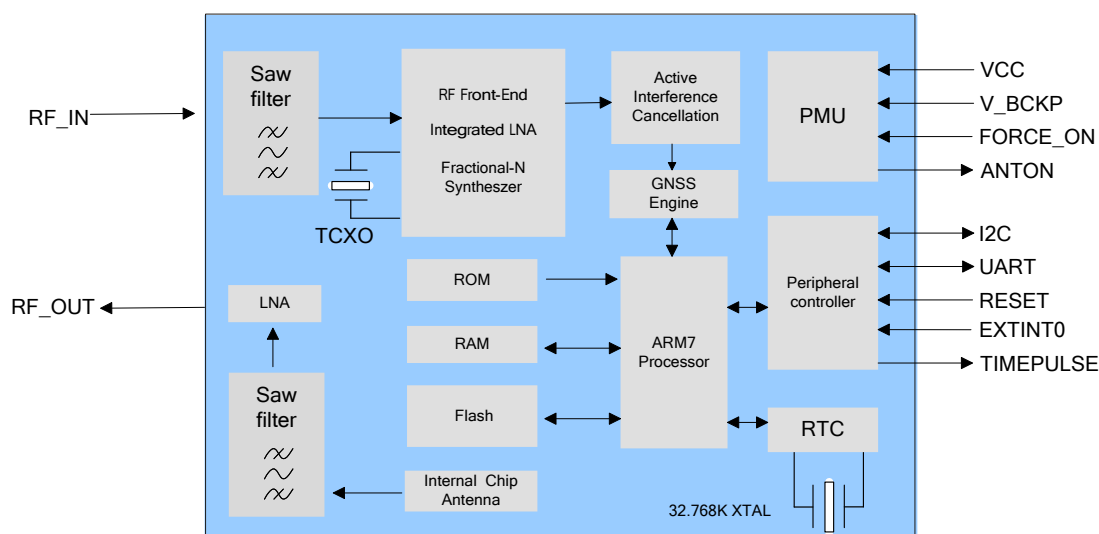 RF_IN
Saw
filter
TCXO
RF Front-End
Integrated LNA
Fractional-N
Syntheszer
Active
Interference
Cancellation
GNSS
Engine
PMU
VCC
V_BCKP
FORCE_ON
ANTON
RF_OUT
LNA
Saw
filter
ROM
RAM
Flash
Internal Chip
Antenna
ARM7
Processor
Peripheral
controller
I2C
UART
RESET
EXTINT0
TIMEPULSE
RTC
32.768K XTAL